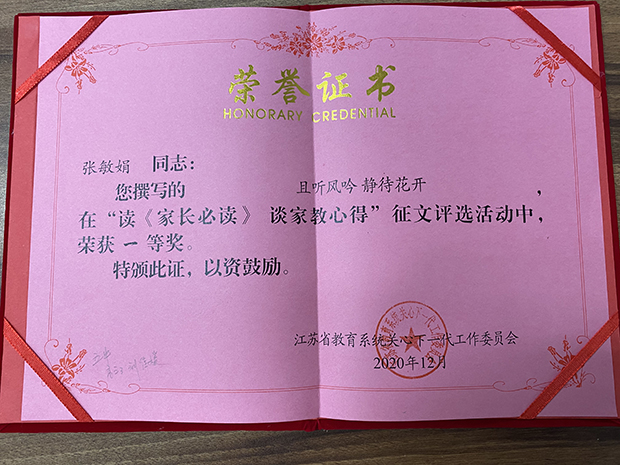 荣誉证书
HONORARY CREDENTIAL
张敏娟 同志：
您撰写的 且听风吟 静待花开 ，
在“读《家长必读》 谈家教心得”征文评选活动中，
荣获 一 等奖。
特颁此证，以资鼓励。
江苏省教育系统关心下一代工作委员会
2020年12月